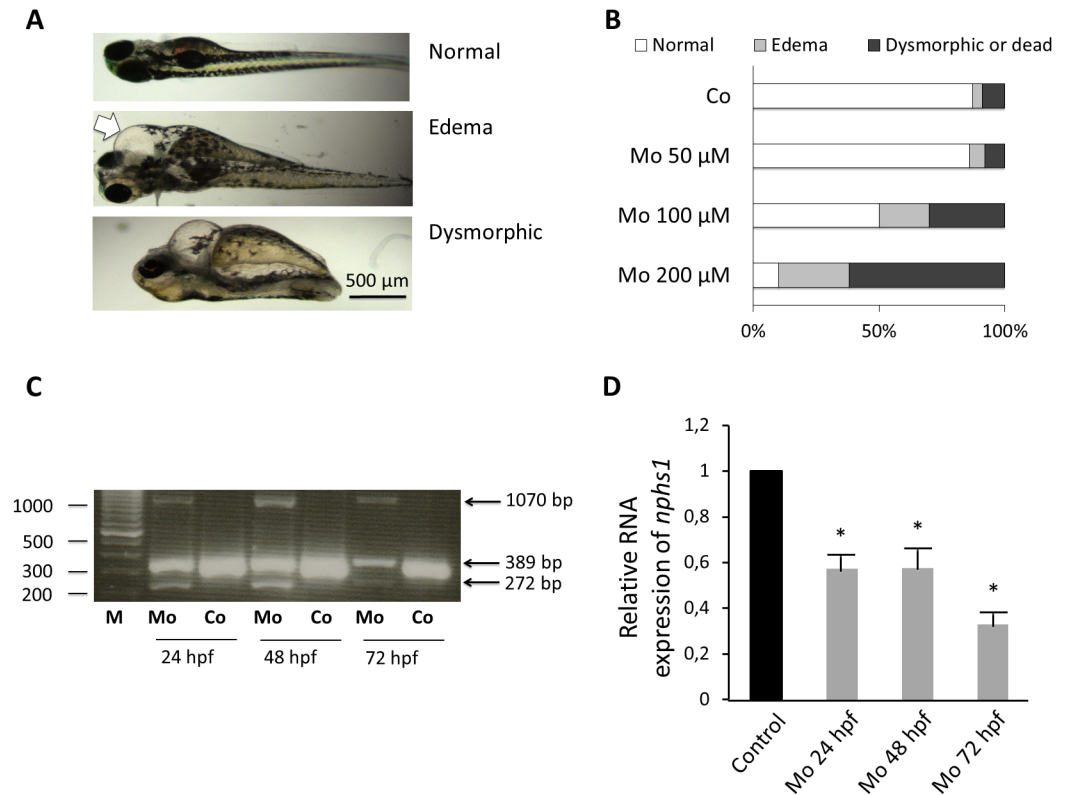 A
Normal
Edema
Dysmorphic
500 µm
B
Normal Edema Dysmorphic or dead
Co
Mo 50 µM
Mo 100 µM
Mo 200 µM
0% 50% 100%
C
1000
500
300
200
1070 bp
389 bp
272 bp
M Mo Co Mo Co Mo Co
24 hpf 48 hpf 72 hpf
D
Relative RNA
expression of nphs1
1,2
1
0,8
0,6
0,4
0,2
0
* * *
Control
Mo 24 hpf
Mo 48 hpf
Mo 72 hpf